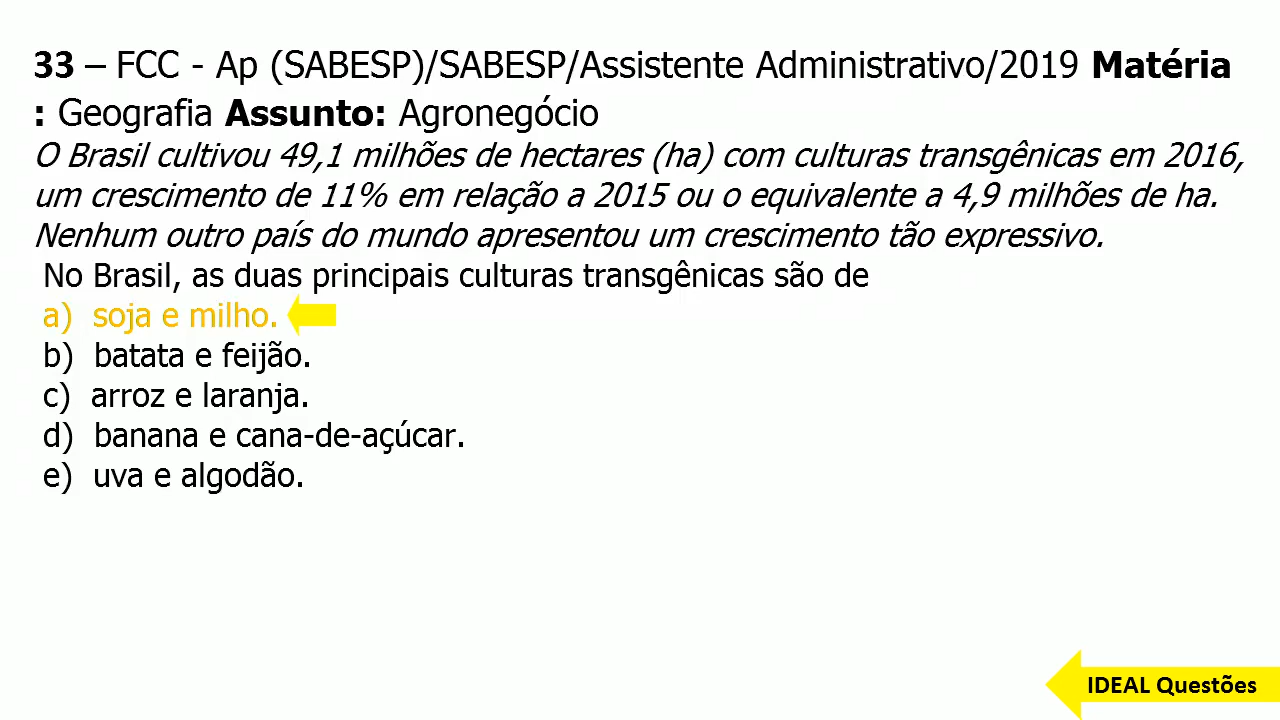 33 – FCC - Ap (SABESP)/SABESP/Assistente Administrativo/2019 Matéria
: Geografia Assunto: Agronegócio
O Brasil cultivou 49,1 milhões de hectares (ha) com culturas transgênicas em 2016,
um crescimento de 11% em relação a 2015 ou o equivalente a 4,9 milhões de ha.
Nenhum outro país do mundo apresentou um crescimento tão expressivo.
No Brasil, as duas principais culturas transgênicas são de
a) soja e milho.
b) batata e feijão.
c) arroz e laranja.
d) banana e cana-de-açúcar.
e) uva e algodão.
IDEAL Questões